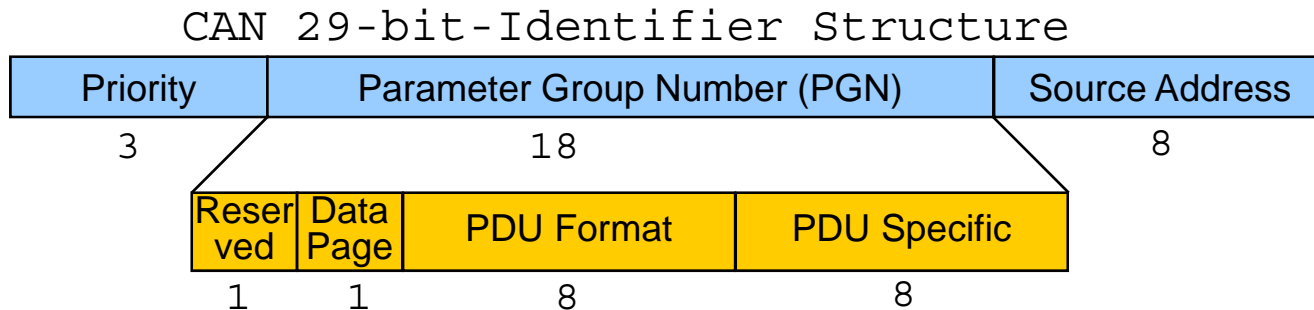 CAN 29-bit-Identifier Structure
Priority Parameter Group Number (PGN) Source Address
3 18 8
Reser Data PDU Format PDU Specific
ved Page
1 1 8 8